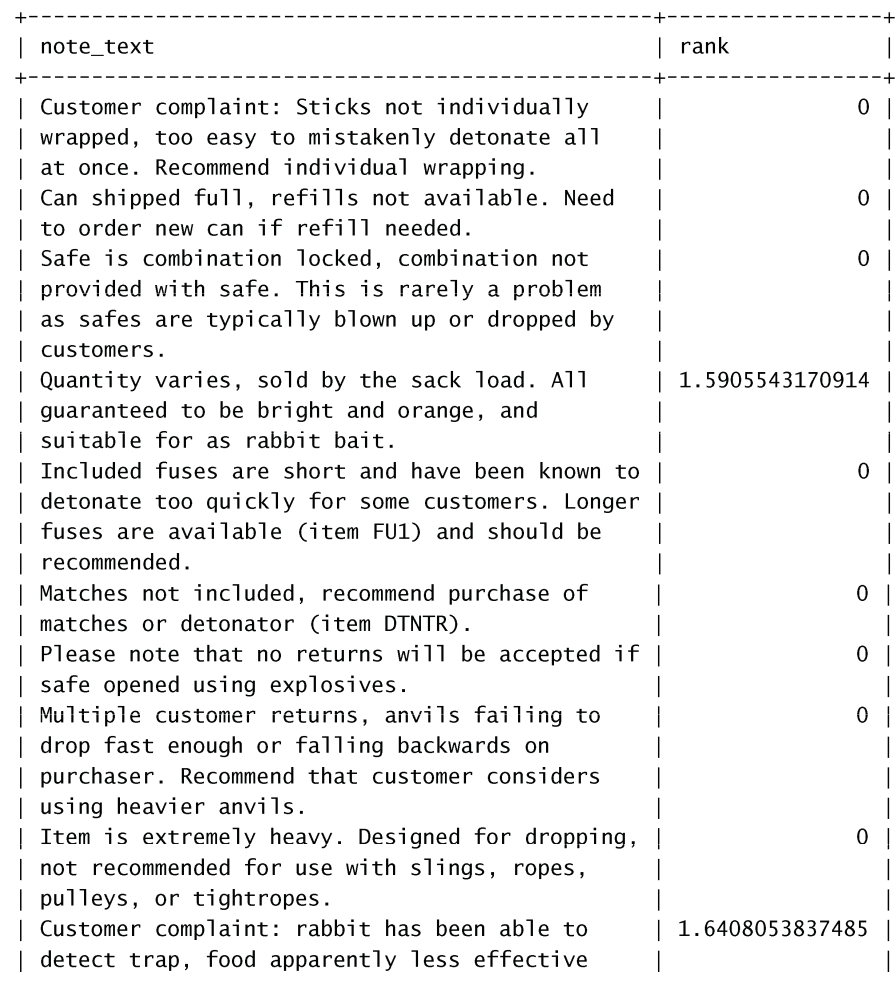 +---------------------------------------------------+-----------------+
| note_text                                         | rank            |
+---------------------------------------------------+-----------------+
| Customer complaint: Sticks not individually       |               0 |
| wrapped, too easy to mistakenly detonate all      |                 |
| at once. Recommend individual wrapping.           |                 |
| Can shipped full, refills not available. Need     |               0 |
| to order new can if refill needed.                |                 |
| Safe is combination locked, combination not       |               0 |
| provided with safe. This is rarely a problem      |                 |
| as safes are typically blown up or dropped by     |                 |
| customers.                                        |                 |
| Quantity varies, sold by the sack load. All       | 1.5905543170914 |
| guaranteed to be bright and orange, and           |                 |
| suitable for as rabbit bait.                      |                 |
| Included fuses are short and have been known to   |               0 |
| detonate too quickly for some customers. Longer   |                 |
| fuses are available (item FU1) and should be      |                 |
| recommended.                                      |                 |
| Matches not included, recommend purchase of       |               0 |
| matches or detonator (item DTNTR).                |                 |
| Please note that no returns will be accepted if   |               0 |
| safe opened using explosives.                     |                 |
| Multiple customer returns, anvils failing to      |               0 |
| drop fast enough or falling backwards on          |                 |
| purchaser. Recommend that customer considers      |                 |
| using heavier anvils.                             |                 |
| Item is extremely heavy. Designed for dropping,   |               0 |
| not recommended for use with slings, ropes,       |                 |
| pulleys, or tightropes.                           |                 |
| Customer complaint: rabbit has been able to       | 1.6408053837485 |
| detect trap, food apparently less effective       |                 |